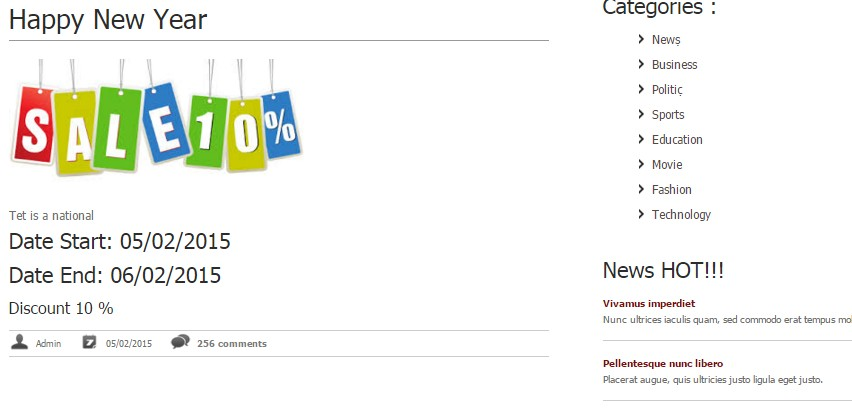 Happy New Year
SALE10%
Tet is a national
Date Start: 05/02/2015
Date End: 06/02/2015
Discount 10 %
Admin 05/02/2015 256 comments
Categories :
News
Business
Politic
Sports
Education
Movie
Fashion
Technology
News HOT!!!
Vivamus imperdiet
Nunc ultrices iaculis quam, sed commodo erat tempus mol
Pellentesque nunc libero
Placerat augue, quis ultricies justo ligula eget justo.